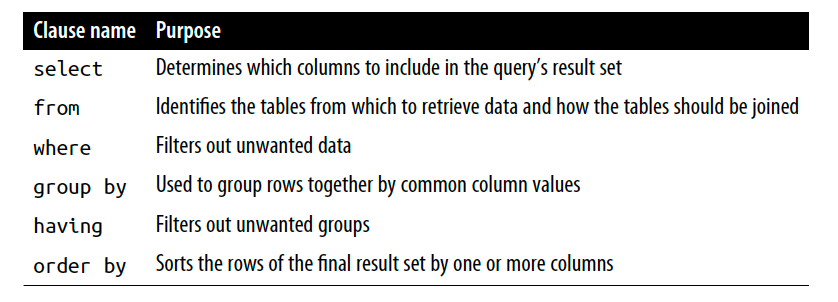 Clause name Purpose
select Determines which columns to include in the query’s result set
from Identifies the tables from which to retrieve data and how the tables should be joined
where Filters out unwanted data
group by Used to group rows together by common column values
having Filters out unwanted groups
order by Sorts the rows of the final result set by one or more columns